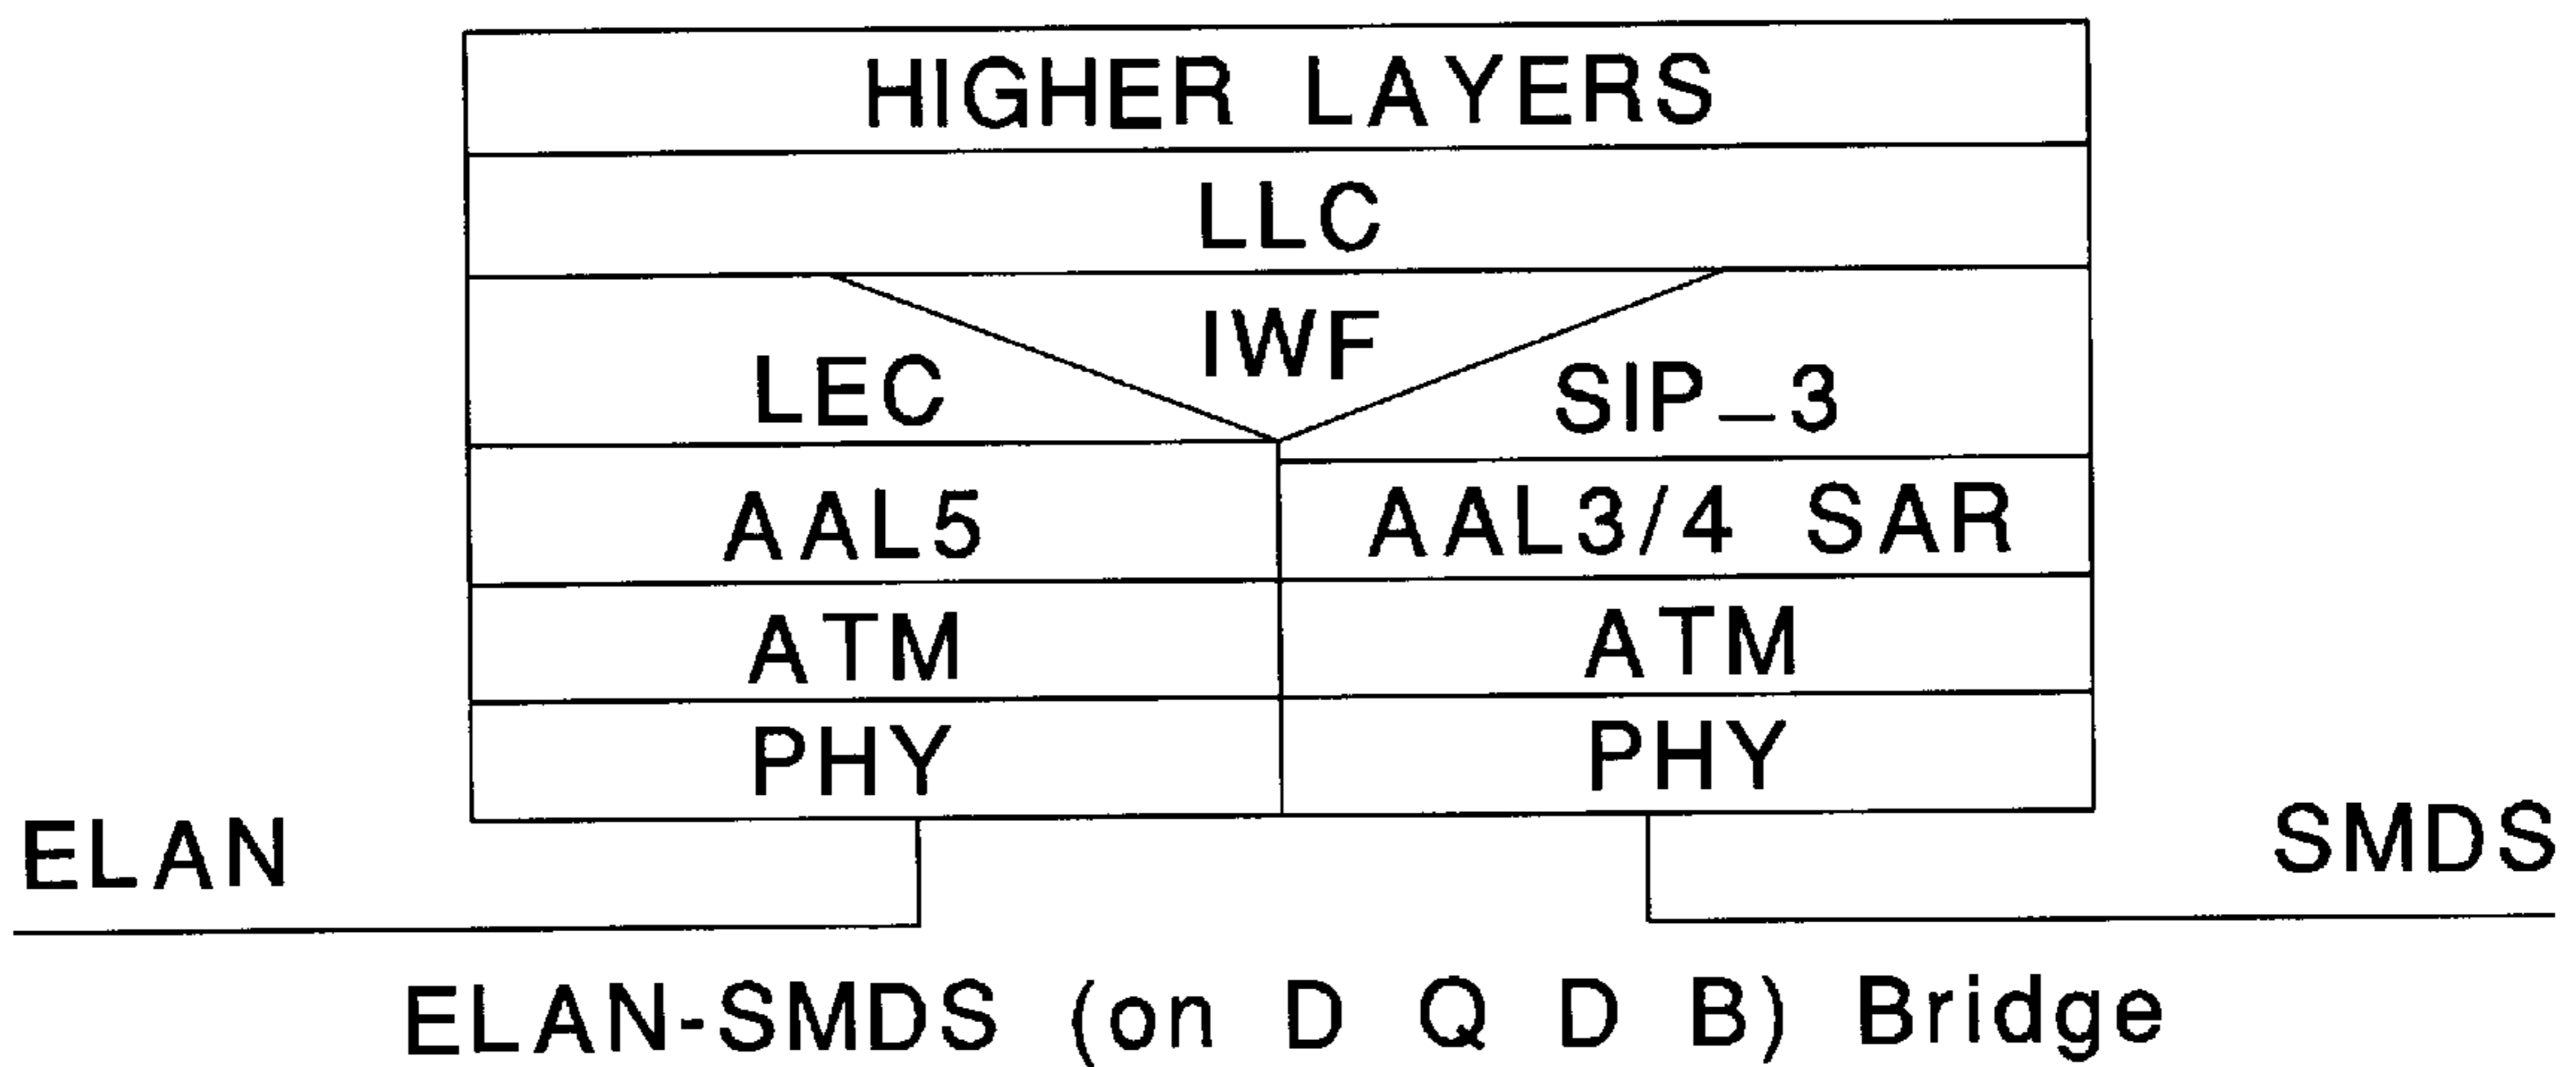 HIGHER LAYERS
LLC
IWF
LEC SIP_3
AAL5 AAL3/4 SAR
ATM ATM
PHY PHY
ELAN SMDS
ELAN-SMDS (on D Q D B) Bridge